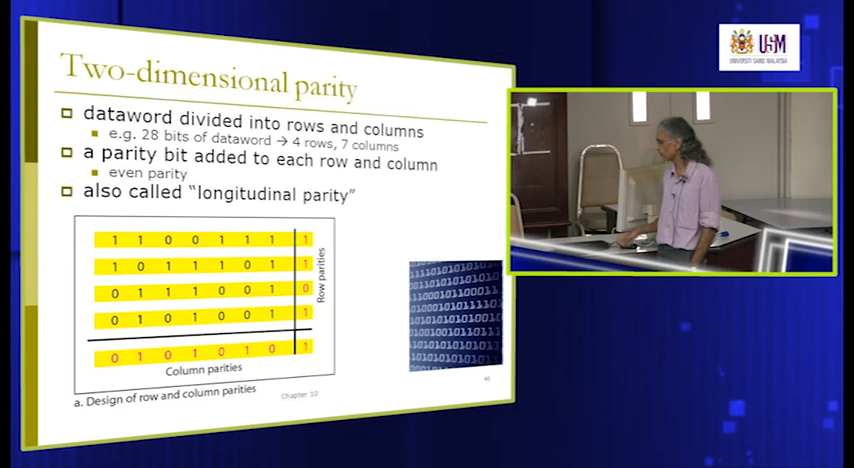 Two-dimensional parity
dataword divided into rows and columns
e.g. 28 bits of dataword → 4 rows, 7 columns
a parity bit added to each row and column
even parity
also called “longitudinal parity”
1 1 0 0 1 1 1 1
1 0 1 1 1 0 1 1
0 1 1 1 0 0 1 0
0 1 0 1 0 0 1 1
0 1 0 1 0 1 0 1
Row parities
Column parities
a. Design of row and column parities
Chapter 10
46
USM
UNIVERSITI SAINS MALAYSIA